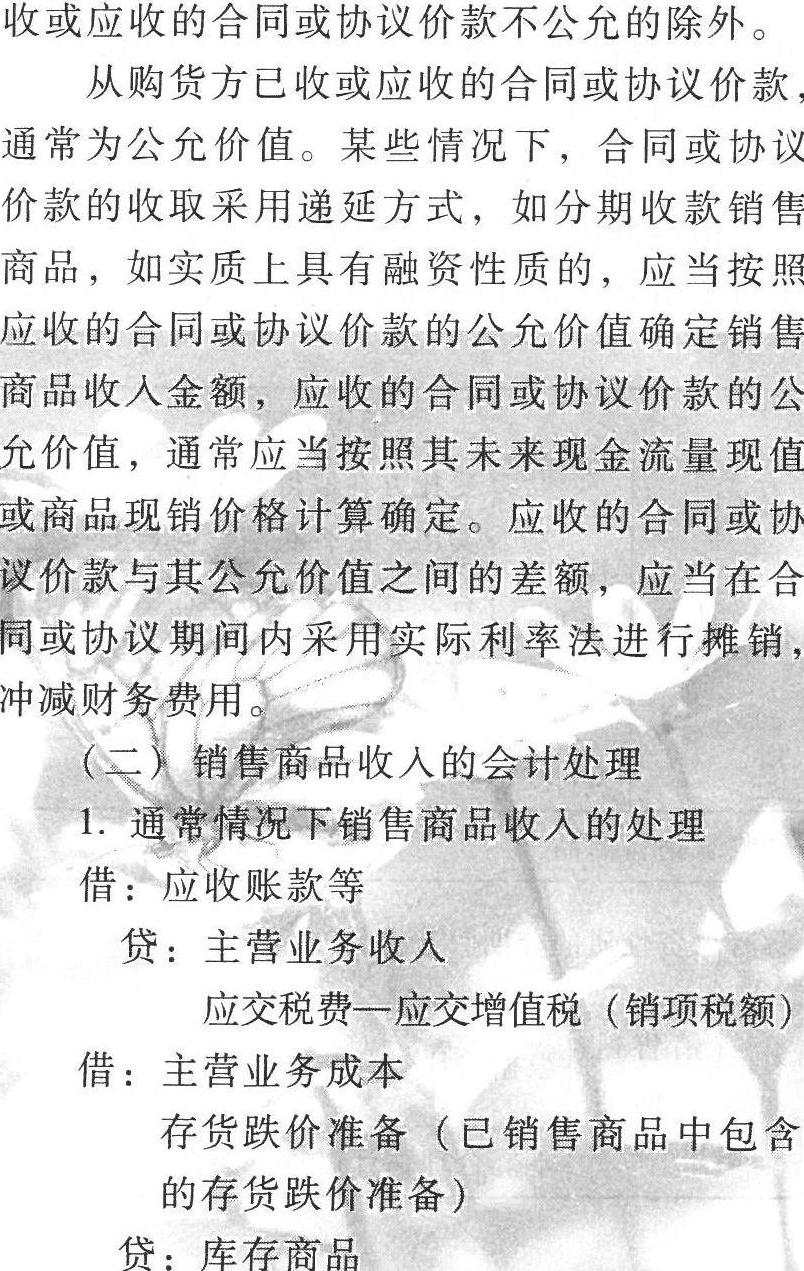 收或应收的合同或协议价款不公允的除外。
从购货方已收或应收的合同或协议价款，
通常为公允价值。某些情况下，合同或协议
价款的收取采用递延方式，如分期收款销售
商品，如实质上具有融资性质的，应当按照
应收的合同或协议价款的公允价值确定销售
商品收入金额，应收的合同或协议价款的公
允价值，通常应当按照其未来现金流量现值
或商品现销价格计算确定。应收的合同或协
议价款与其公允价值之间的差额，应当在合
同或协议期间内采用实际利率法进行摊销，
冲减财务费用。
（二）销售商品收入的会计处理
1. 通常情况下销售商品收入的处理
借：应收账款等
贷：主营业务收入
应交税费—应交增值税（销项税额）
借：主营业务成本
存货跌价准备（已销售商品中包含
的存货跌价准备）
贷：库存商品